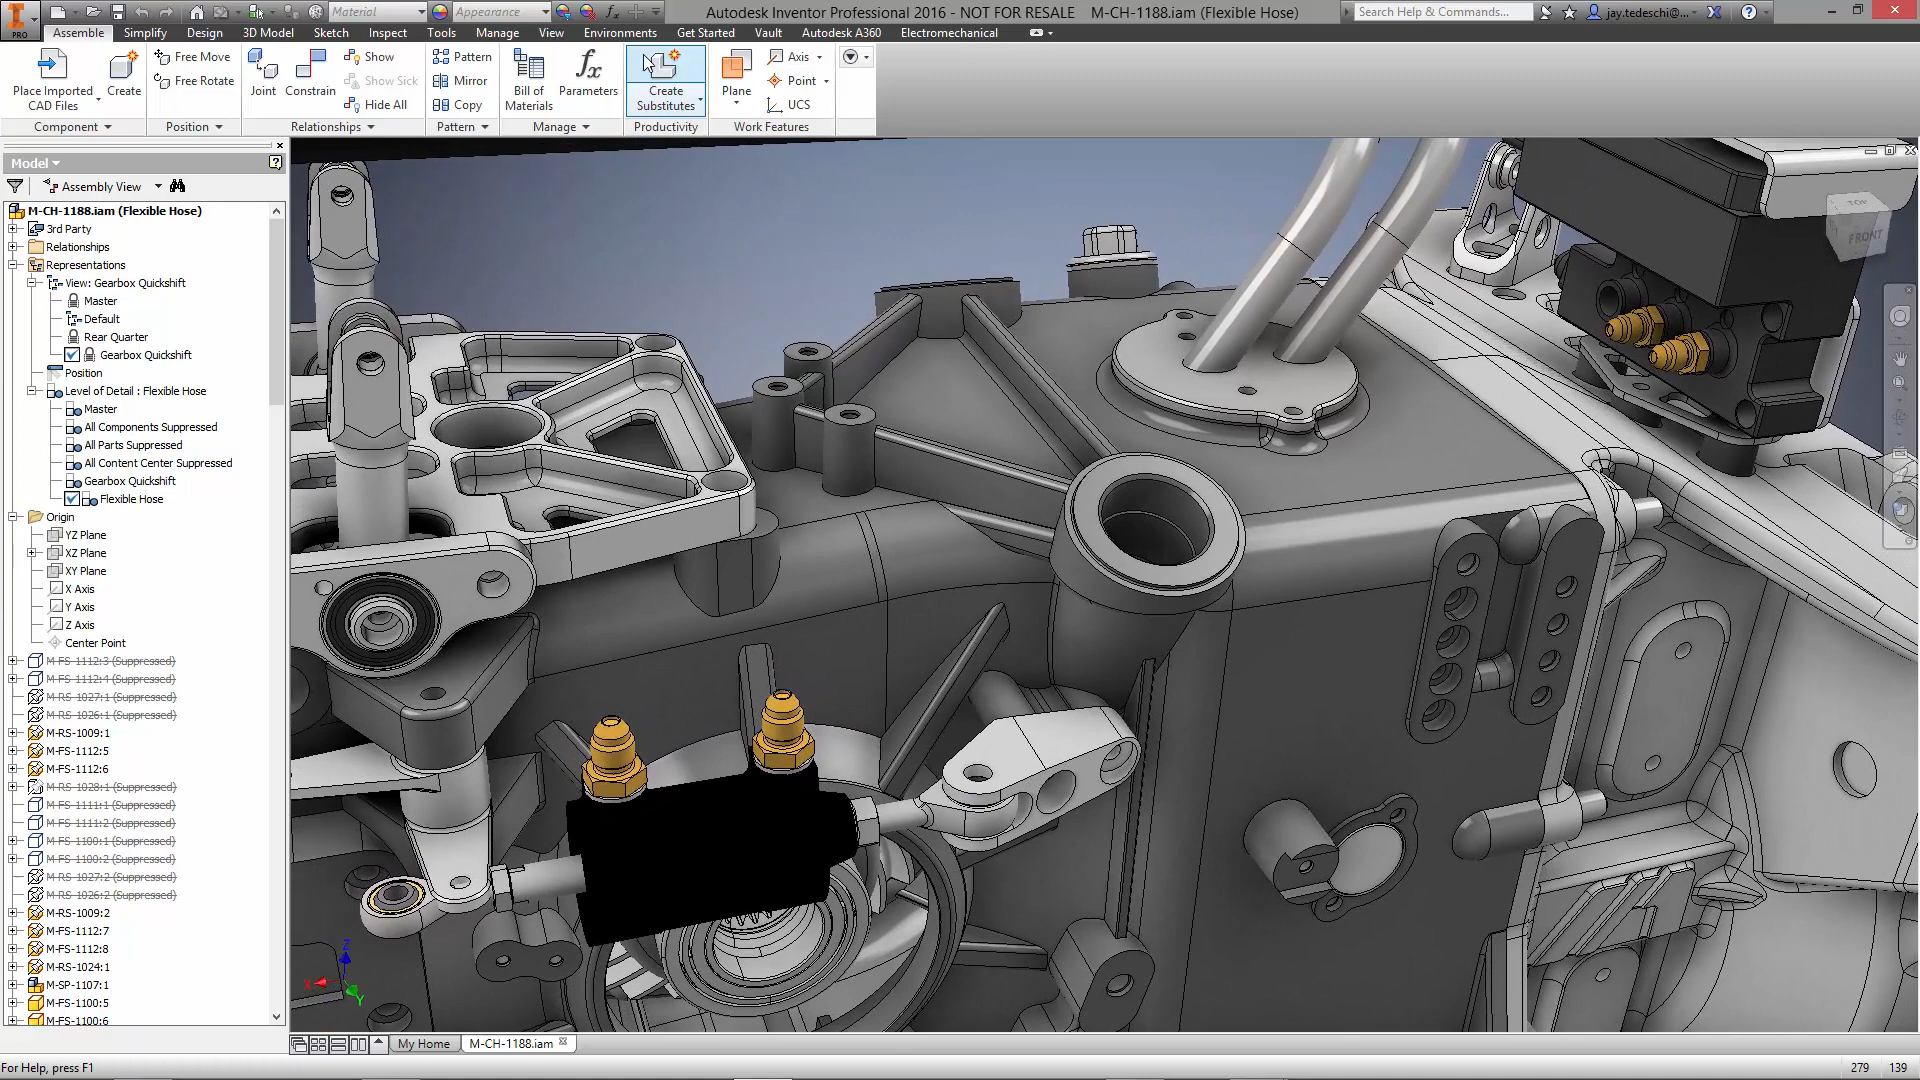 PRO
Material
Appearance
Autodesk Inventor Professional 2016 - NOT FOR RESALE M-CH-1188.iam (Flexible Hose)
Search Help & Commands...
jay.tedeschi@...
Assemble Simplify Design 3D Model Sketch Inspect Tools Manage View Environments Get Started Vault Autodesk A360 Electromechanical
Place Imported
CAD Files
Create
Free Move
Free Rotate
Joint
Constrain
Show
Show Sick
Hide All
Pattern
Mirror
Copy
Bill of
Materials
Parameters
Create
Substitutes
Plane
Axis
Point
UCS
Component Position Relationships Pattern Manage Productivity Work Features
Model
Assembly View
M-CH-1188.iam (Flexible Hose)
3rd Party
Relationships
Representations
View: Gearbox Quickshift
Master
Default
Rear Quarter
Gearbox Quickshift
Position
Level of Detail : Flexible Hose
Master
All Components Suppressed
All Parts Suppressed
All Content Center Suppressed
Gearbox Quickshift
Flexible Hose
Origin
YZ Plane
XZ Plane
XY Plane
X Axis
Y Axis
Z Axis
Center Point
M-FS-1112:3 (Suppressed)
M-FS-1112:4 (Suppressed)
M-RS-1027:1 (Suppressed)
M-RS-1026:1 (Suppressed)
M-RS-1009:1
M-FS-1112:5
M-FS-1112:6
M-RS-1028:1 (Suppressed)
M-FS-1111:1 (Suppressed)
M-FS-1111:2 (Suppressed)
M-FS-1100:1 (Suppressed)
M-FS-1100:2 (Suppressed)
M-RS-1027:2 (Suppressed)
M-RS-1026:2 (Suppressed)
M-RS-1009:2
M-FS-1112:7
M-FS-1112:8
M-RS-1024:1
M-SP-1107:1
M-FS-1100:5
M-FS-1100:6
TOP
FRONT
Z
X
Y
My Home
M-CH-1188.iam
For Help, press F1
279 139